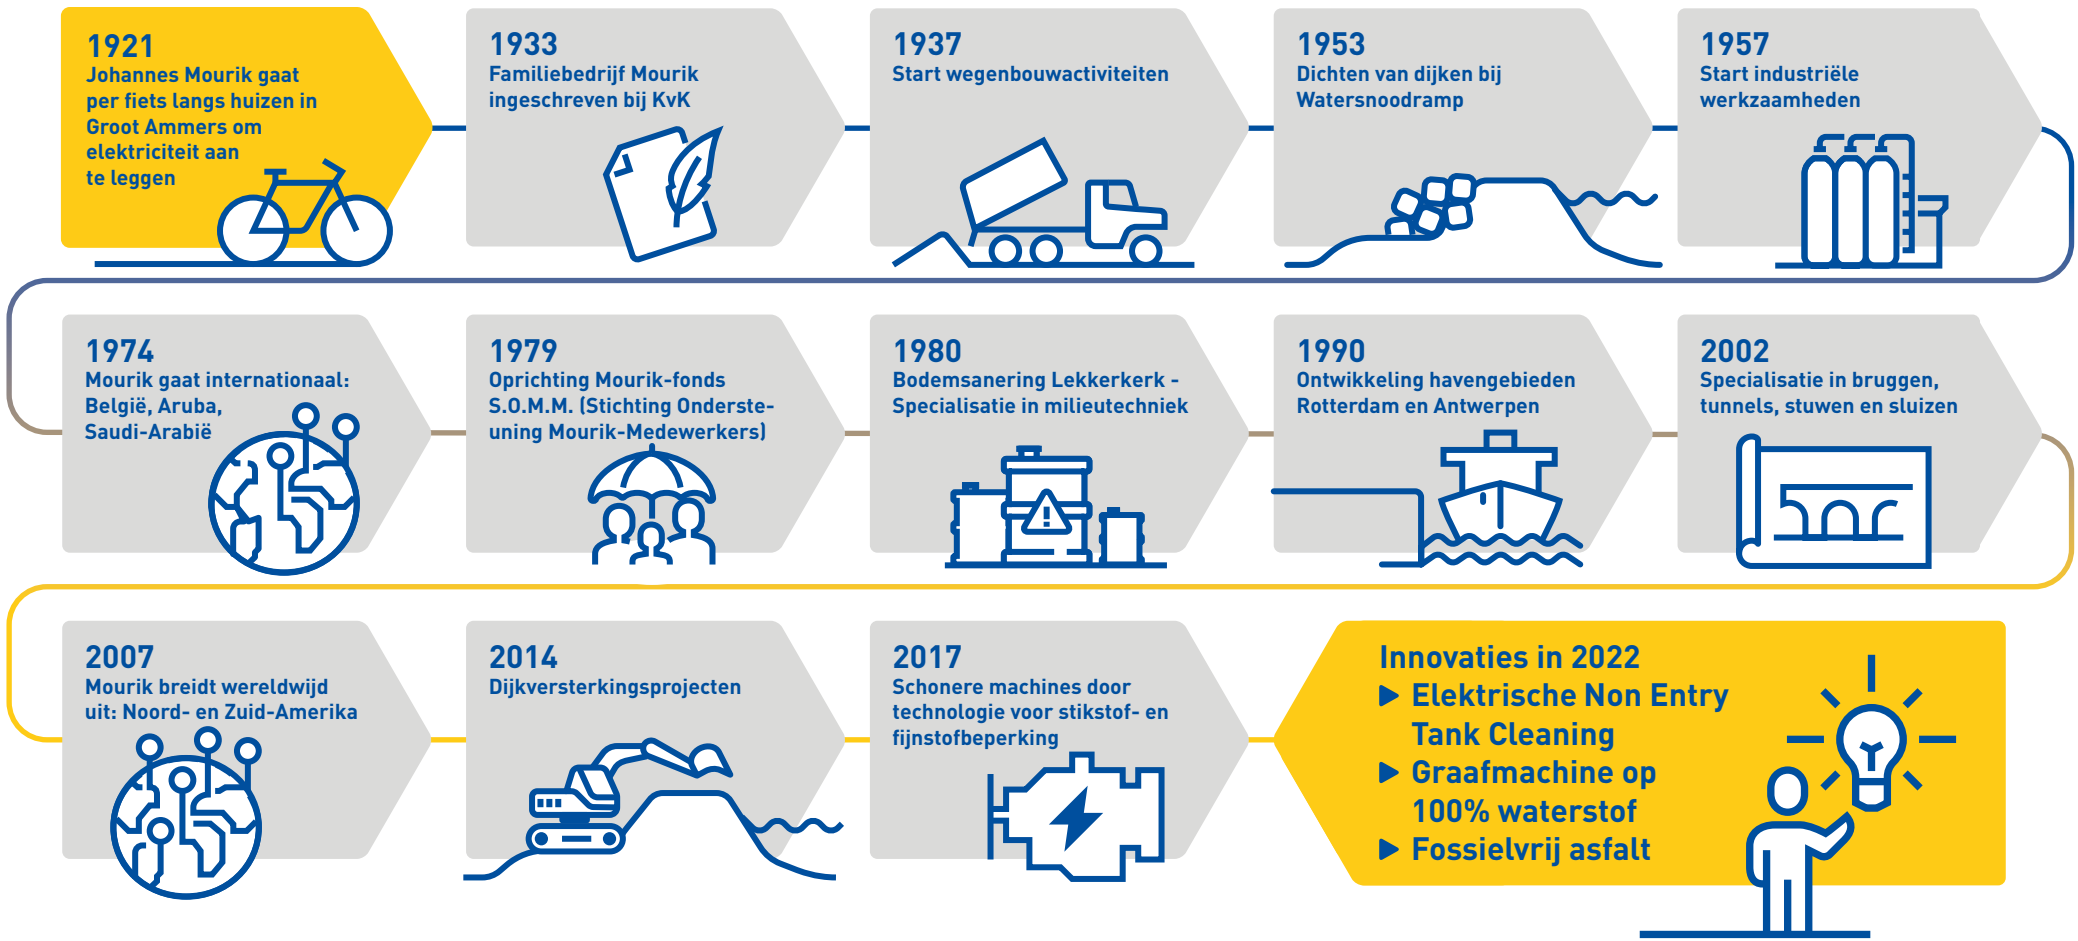 1921
Johannes Mourik gaat
per fiets langs huizen in
Groot Ammers om
elektriciteit aan
te leggen
1933
Familiebedrijf Mourik
ingeschreven bij KvK
1937
Start wegenbouwactiviteiten
1953
Dichten van dijken bij
Watersnoodramp
1957
Start industriële
werkzaamheden
1974
Mourik gaat internationaal:
België, Aruba,
Saudi-Arabië
1979
Oprichting Mourik-fonds
S.O.M.M. (Stichting Onderste-
uning Mourik-Medewerkers)
1980
Bodemsanering Lekkerkerk -
Specialisatie in milieutechniek
1990
Ontwikkeling havengebieden
Rotterdam en Antwerpen
2002
Specialisatie in bruggen,
tunnels, stuwen en sluizen
2007
Mourik breidt wereldwijd
uit: Noord- en Zuid-Amerika
2014
Dijkversterkingsprojecten
2017
Schonere machines door
technologie voor stikstof- en
fijnstofbeperking
Innovaties in 2022
Elektrische Non Entry
Tank Cleaning
Graafmachine op
100% waterstof
Fossielvrij asfalt